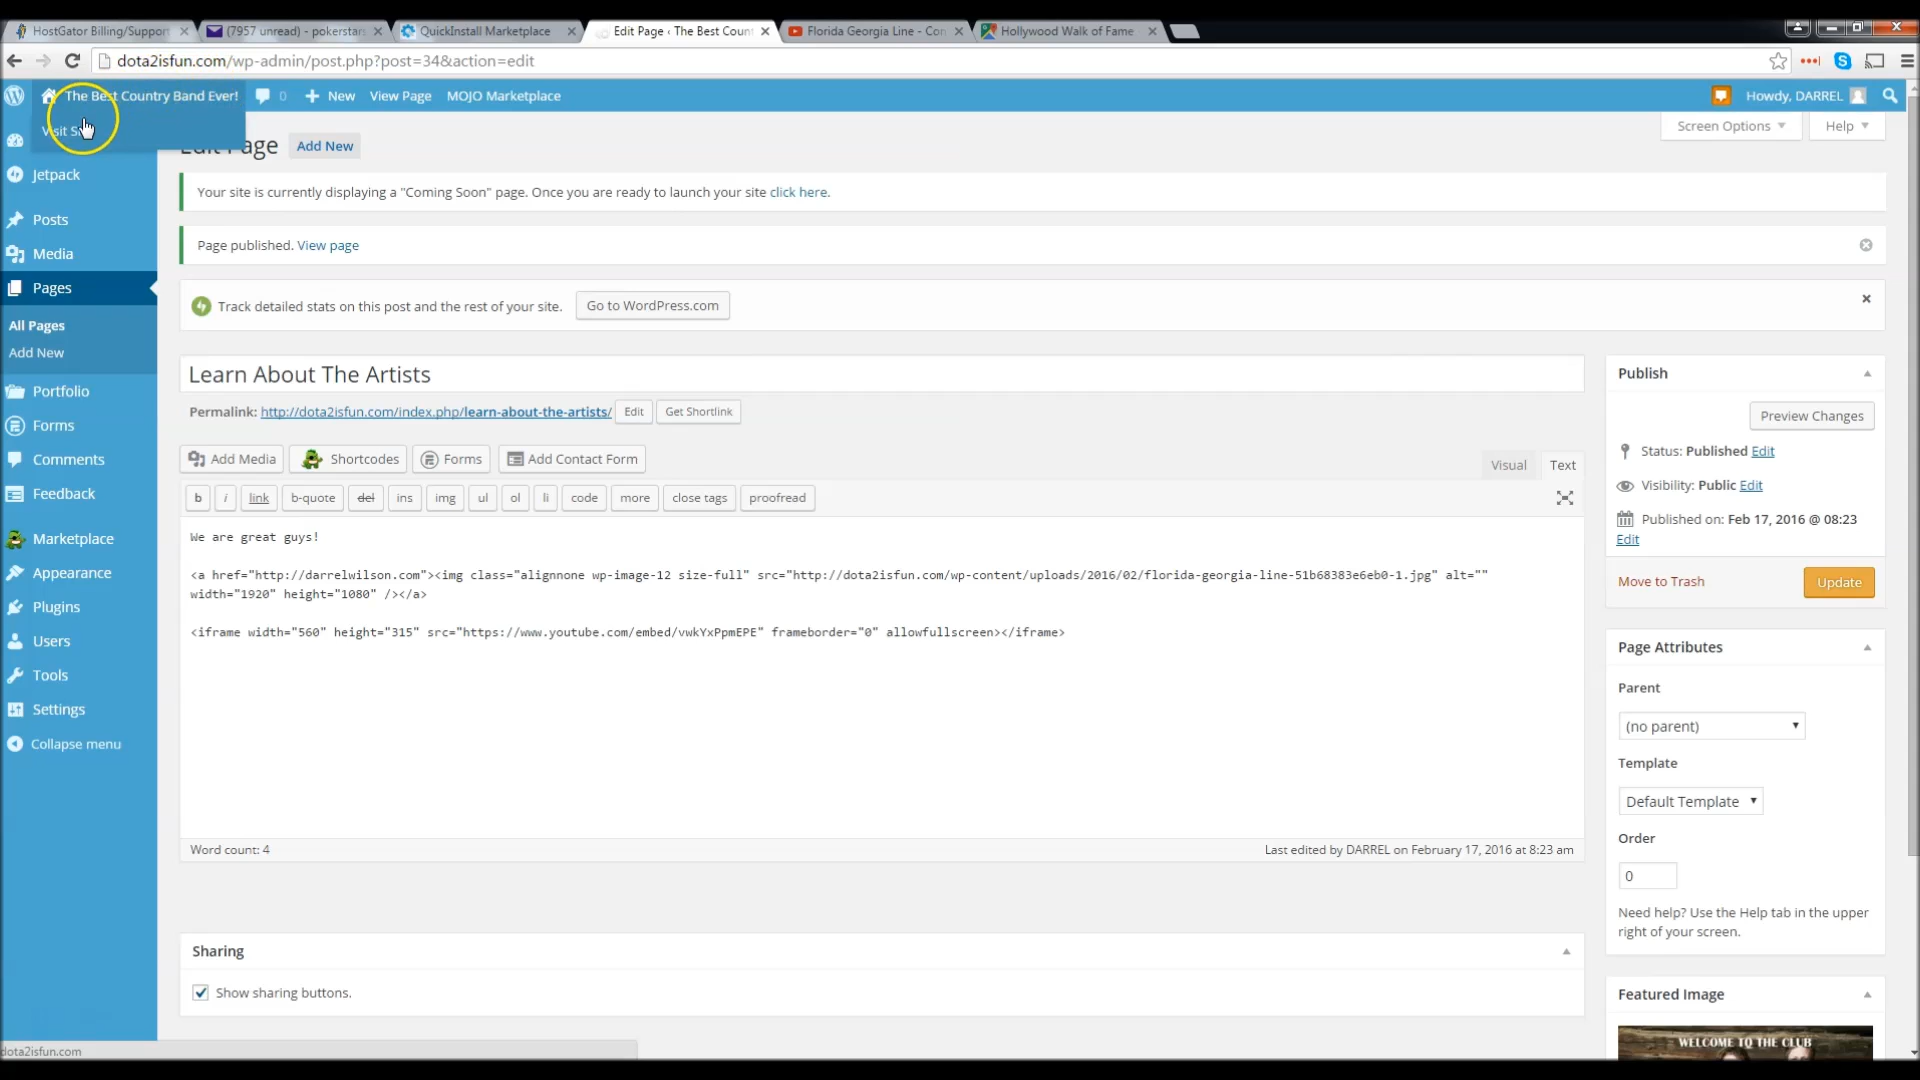 HostGator Billing/Support
(7957 unread) - pokerstar
QuickInstall Marketplace
Edit Page ‹ The Best Count
Florida Georgia Line - Con
Hollywood Walk of Fame
dota2isfun.com/wp-admin/post.php?post=34&action=edit
The Best Country Band Ever!
0
New
View Page
MOJO Marketplace
Howdy, DARREL
Visit
Edit Page
Add New
Screen Options
Help
Jetpack
Posts
Media
Pages
All Pages
Add New
Portfolio
Forms
Comments
Feedback
Marketplace
Appearance
Plugins
Users
Tools
Settings
Collapse menu
Your site is currently displaying a "Coming Soon" page. Once you are ready to launch your site click here.
Page published. View page
Track detailed stats on this post and the rest of your site.
Go to WordPress.com
Learn About The Artists
Permalink: http://dota2isfun.com/index.php/learn-about-the-artists/
Edit
Get Shortlink
Add Media
Shortcodes
Forms
Add Contact Form
Visual
Text
b
i
link
b-quote
del
ins
img
ul
ol
li
code
more
close tags
proofread
We are great guys!
<a href="http://darrelwilson.com"><img class="alignnone wp-image-12 size-full" src="http://dota2isfun.com/wp-content/uploads/2016/02/florida-georgia-line-51b68383e6eb0-1.jpg" alt=""
width="1920" height="1080" /></a>
<iframe width="560" height="315" src="https://www.youtube.com/embed/vwkYxPpmEPE" frameborder="0" allowfullscreen></iframe>
Word count: 4
Last edited by DARREL on February 17, 2016 at 8:23 am
Sharing
Show sharing buttons.
Publish
Preview Changes
Status: Published Edit
Visibility: Public Edit
Published on: Feb 17, 2016 @ 08:23
Edit
Move to Trash
Update
Page Attributes
Parent
(no parent)
Template
Default Template
Order
0
Need help? Use the Help tab in the upper
right of your screen.
Featured Image
WELCOME TO THE CLUB
dota2isfun.com